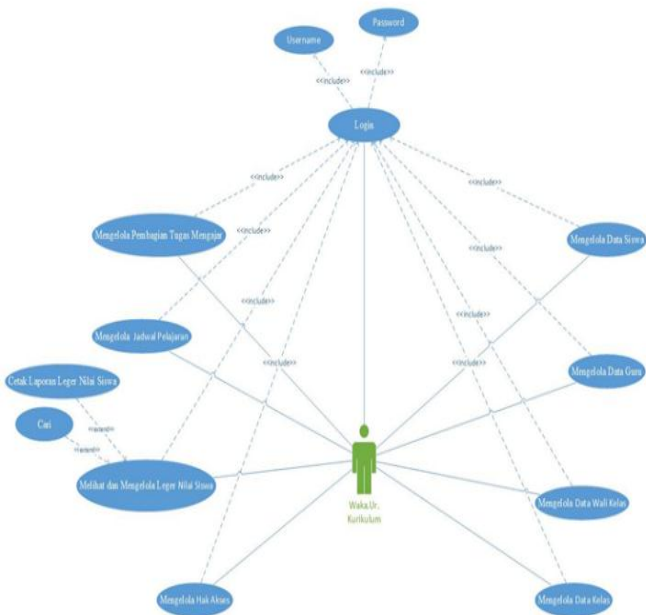 Password
Username
<<include>>
<<include>>
Login
<<include>>
<<include>>
Mengelola Pembagian Tugas Mengajar
Mengelola Data Siswa
<<include>>
<<include>>
<<include>>
<<include>>
Mengelola Jadwal Pelajaran
<<include>>
<<include>>
Cetak Laporan Leger Nilai Siswa
Mengelola Data Guru
Cari
<<extend>>
<<extend>>
Melihat dan Mengelola Leger Nilai Siswa
Waka.Ur.
Kurikulum
Mengelola Data Wali Kelas
Mengelola Hak Akses
Mengelola Data Kelas